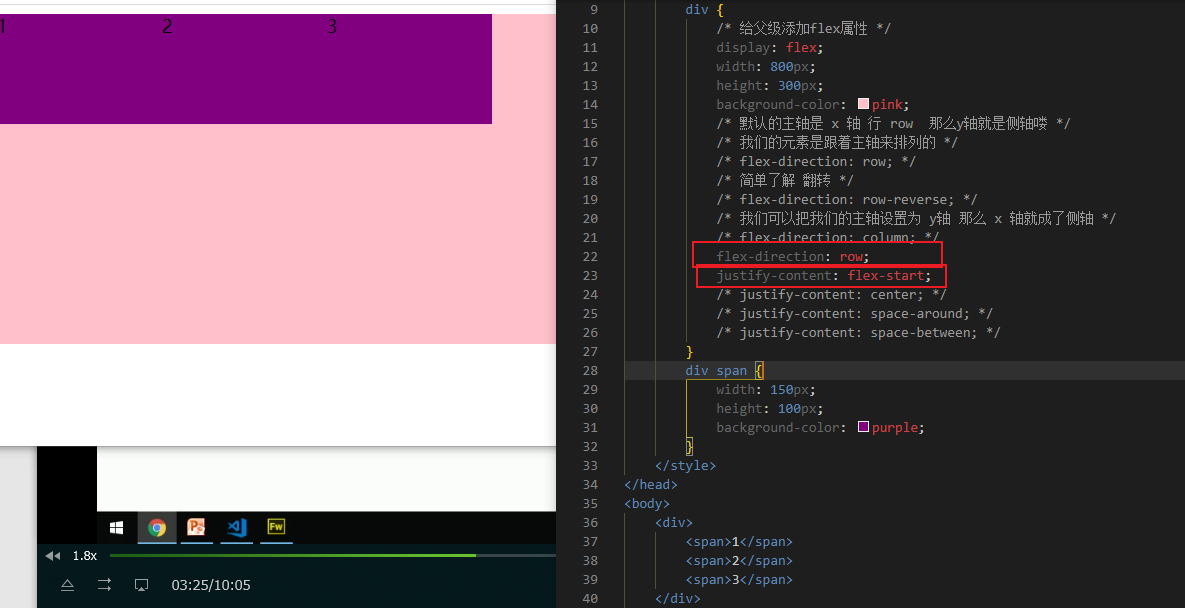 1 2 3
9 div {
10 /* 给父级添加flex属性 */
11 display: flex;
12 width: 800px;
13 height: 300px;
14 background-color: pink;
15 /* 默认的主轴是 x 轴 行 row  那么y轴就是侧轴喽 */
16 /* 我们的元素是跟着主轴来排列的 */
17 /* flex-direction: row; */
18 /* 简单了解 翻转 */
19 /* flex-direction: row-reverse; */
20 /* 我们可以把我们的主轴设置为 y轴 那么 x 轴就成了侧轴 */
21 /* flex-direction: column; */
22 flex-direction: row;
23 justify-content: flex-start;
24 /* justify-content: center; */
25 /* justify-content: space-around; */
26 /* justify-content: space-between; */
27 }
28 div span {
29 width: 150px;
30 height: 100px;
31 background-color: purple;
32 }
33 </style>
34 </head>
35 <body>
36 <div>
37 <span>1</span>
38 <span>2</span>
39 <span>3</span>
40 </div>
Fw
1.8x
03:25/10:05